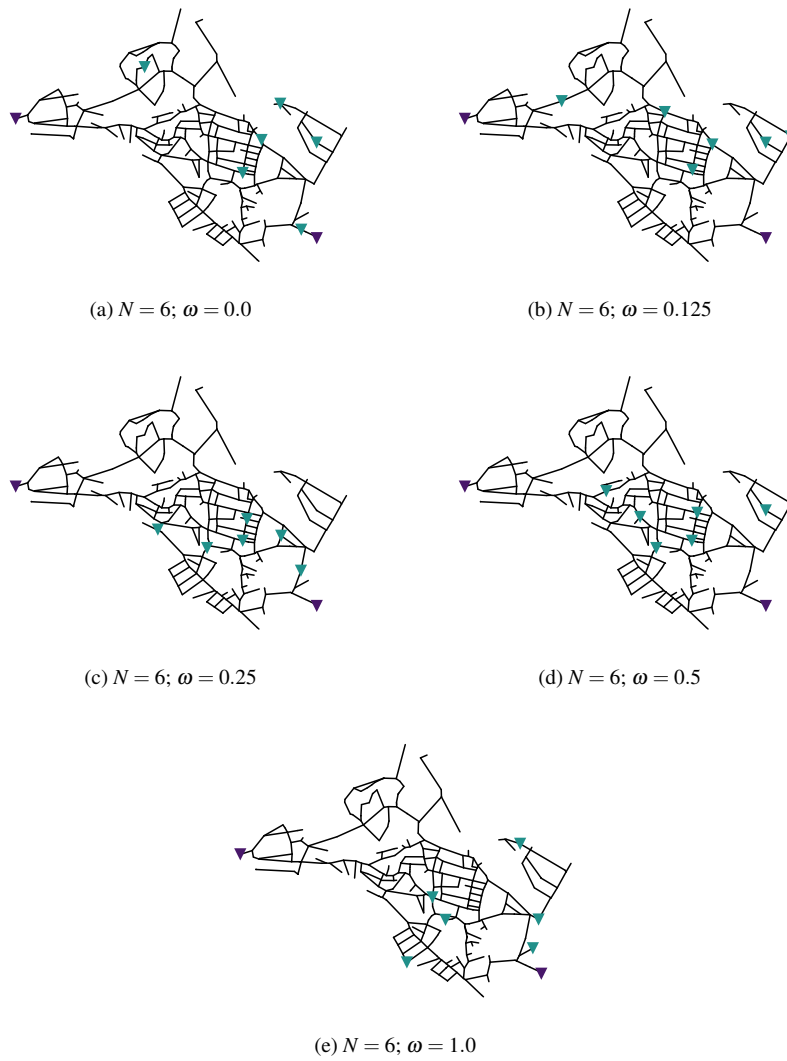 (a) N = 6; ω = 0.0
(b) N = 6; ω = 0.125
(c) N = 6; ω = 0.25
(d) N = 6; ω = 0.5
(e) N = 6; ω = 1.0